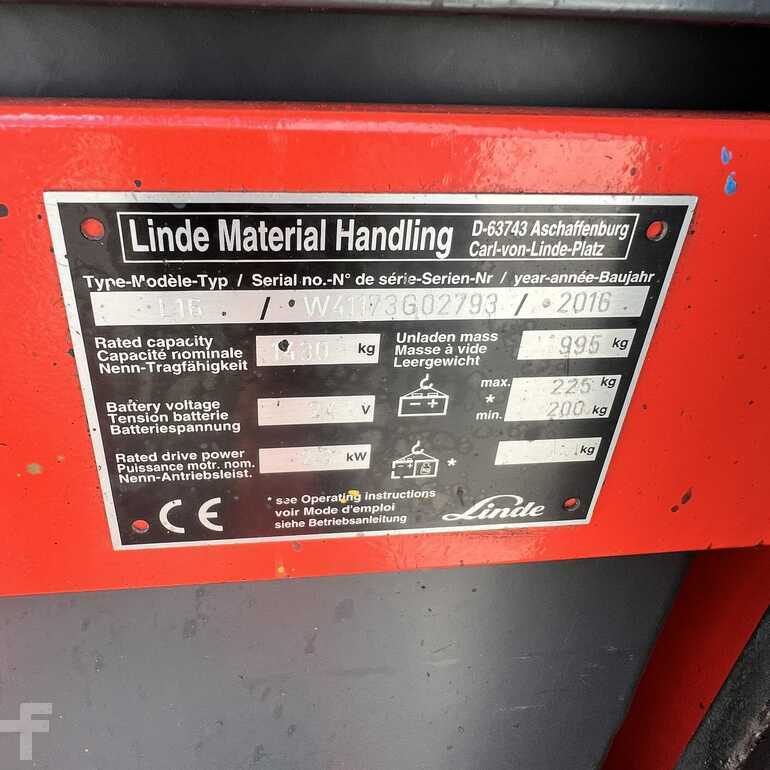 Linde Material Handling
D-63743 Aschaffenburg
Carl-von-Linde-Platz
Type-Modèle-Typ / Serial no.-N° de série-Serien-Nr / year-année-Baujahr
L16 / W41173G02793 / 2016
Rated capacity
Capacité nominale
Nenn-Tragfähigkeit
kg
Unladen mass
Masse à vide
Leergewicht
995 kg
Battery voltage
Tension batterie
Batteriespannung
V
max. 225 kg
*
min. 200 kg
Rated drive power
Puissance motr. nom.
Nenn-Antriebsleist.
kW
* kg
* see Operating instructions
voir Mode d'emploi
siehe Betriebsanleitung
CE
Linde
F